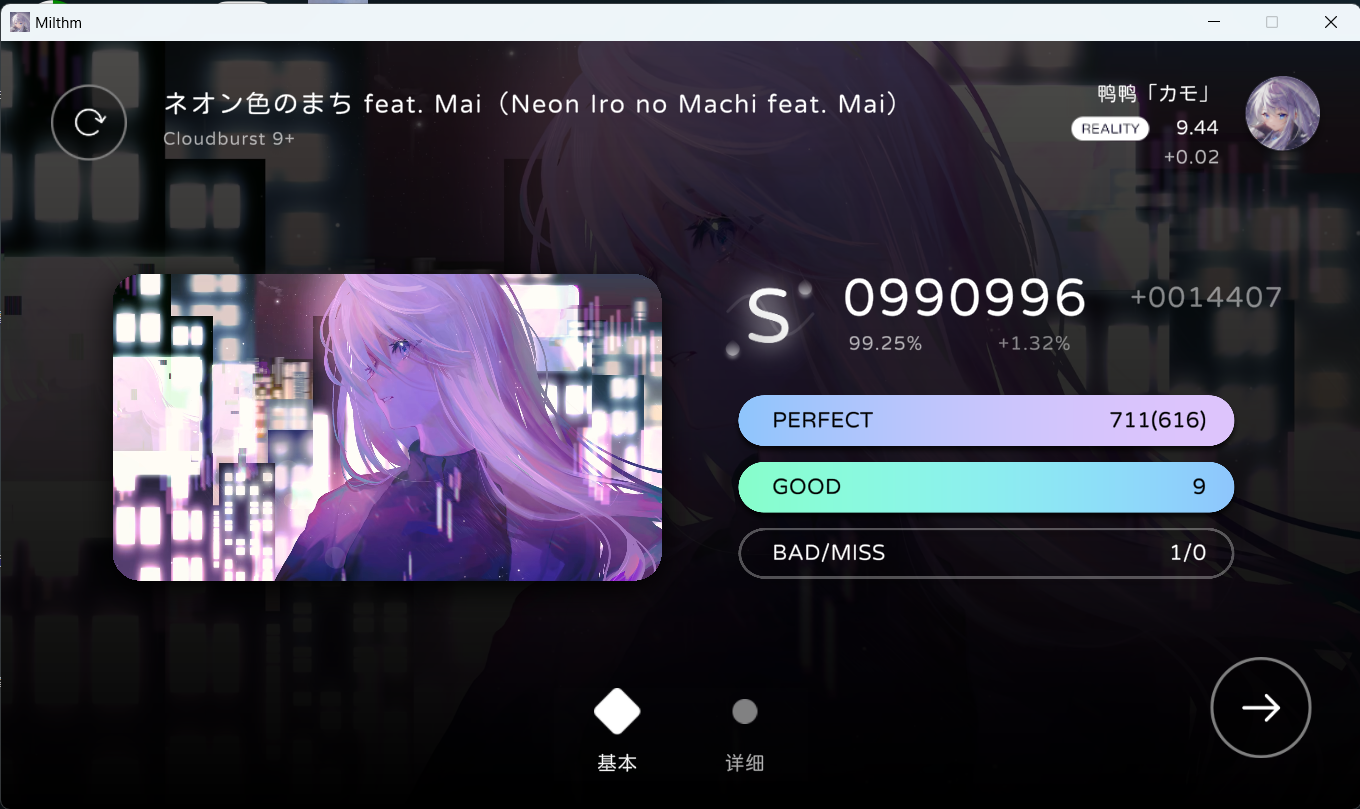 Milthm
ネオン色のまち feat. Mai（Neon Iro no Machi feat. Mai）
Cloudburst 9+
鸭鸭「カモ」
REALITY 9.44
+0.02
S 0990996 +0014407
99.25% +1.32%
PERFECT 711(616)
GOOD 9
BAD/MISS 1/0
基本 详细